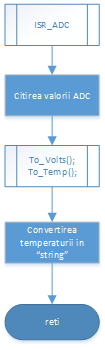 ISR_ADC
Citirea valorii ADC
To_Volts();
To_Temp();
Convertirea
temperaturii in
"string"
reti